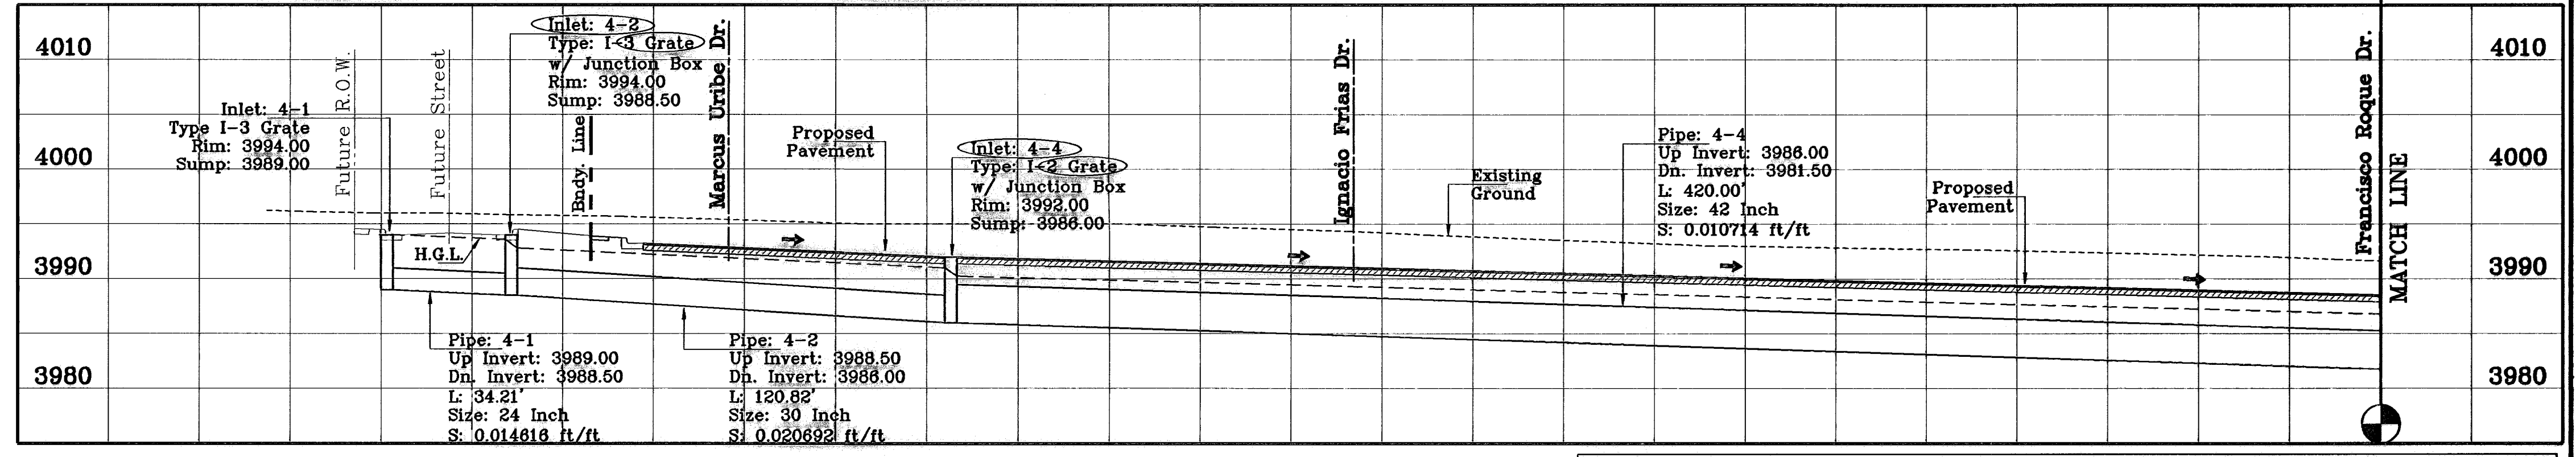 4010
4000
3990
3980
Inlet: 4-1
Type I-3 Grate
Rim: 3994.00
Sump: 3989.00
Future R.O.W.
Future Street
H.G.L.
Inlet: 4-2
Type: I-3 Grate
w/ Junction Box
Rim: 3994.00
Sump: 3988.50
Bndy. Line
Marcus Uribe Dr.
Proposed
Pavement
Inlet: 4-4
Type: I-2 Grate
w/ Junction Box
Rim: 3992.00
Sump: 3986.00
Ignacio Frias Dr.
Existing
Ground
Pipe: 4-4
Up Invert: 3986.00
Dn. Invert: 3981.50
L: 420.00'
Size: 42 Inch
S: 0.010714 ft/ft
Proposed
Pavement
Francisco Roque Dr.
MATCH LINE
Pipe: 4-1
Up Invert: 3989.00
Dn. Invert: 3988.50
L: 34.21'
Size: 24 Inch
S: 0.014616 ft/ft
Pipe: 4-2
Up Invert: 3988.50
Dn. Invert: 3986.00
L: 120.82'
Size: 30 Inch
S: 0.020692 ft/ft
4010
4000
3990
3980